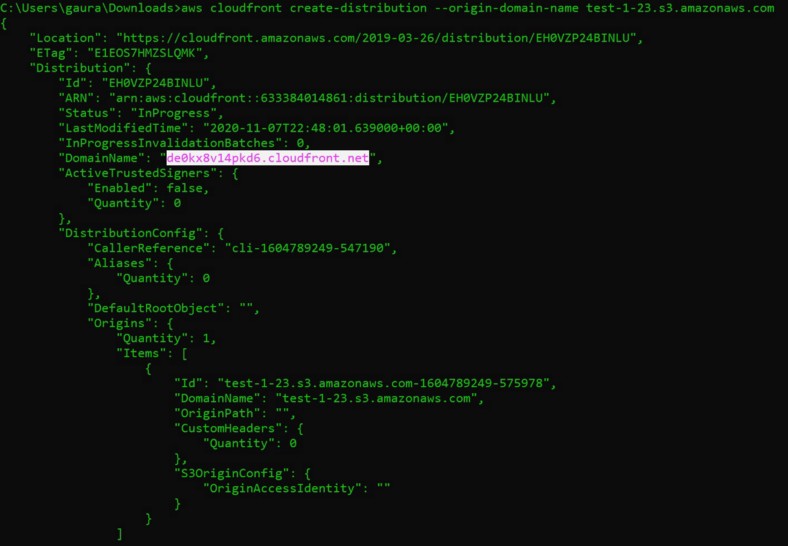 C:\Users\gaura\Downloads>aws cloudfront create-distribution --origin-domain-name test-1-23.s3.amazonaws.com
{
    "Location": "https://cloudfront.amazonaws.com/2019-03-26/distribution/EH0VZP24BINLU",
    "ETag": "E1EOS7HMZSLQMK",
    "Distribution": {
        "Id": "EH0VZP24BINLU",
        "ARN": "arn:aws:cloudfront::633384014861:distribution/EH0VZP24BINLU",
        "Status": "InProgress",
        "LastModifiedTime": "2020-11-07T22:48:01.639000+00:00",
        "InProgressInvalidationBatches": 0,
        "DomainName": "de0kx8v14pkd6.cloudfront.net",
        "ActiveTrustedSigners": {
            "Enabled": false,
            "Quantity": 0
        },
        "DistributionConfig": {
            "CallerReference": "cli-1604789249-547190",
            "Aliases": {
                "Quantity": 0
            },
            "DefaultRootObject": "",
            "Origins": {
                "Quantity": 1,
                "Items": [
                    {
                        "Id": "test-1-23.s3.amazonaws.com-1604789249-575978",
                        "DomainName": "test-1-23.s3.amazonaws.com",
                        "OriginPath": "",
                        "CustomHeaders": {
                            "Quantity": 0
                        },
                        "S3OriginConfig": {
                            "OriginAccessIdentity": ""
                        }
                    }
                ]